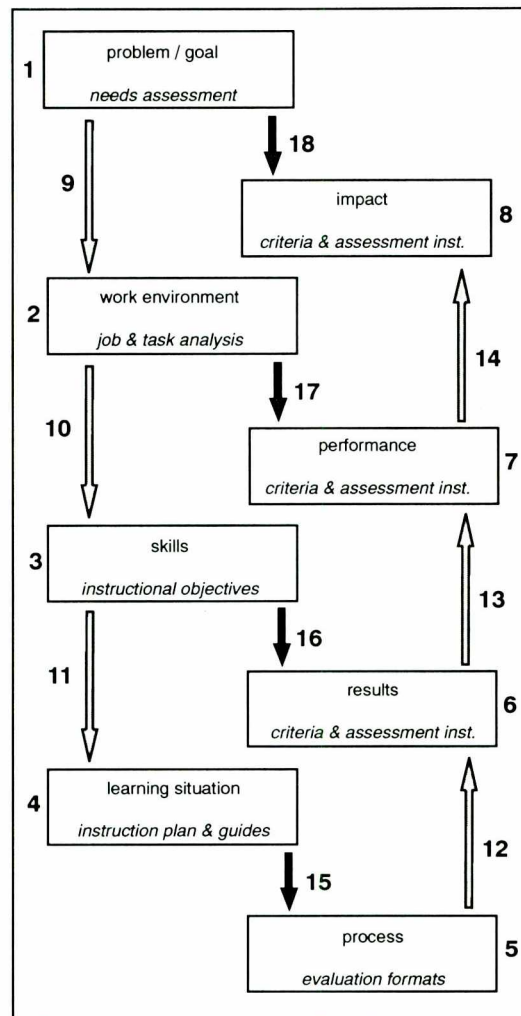 1
problem / goal
needs assessment
18
9
impact
8
criteria & assessment inst.
work environment
2
job & task analysis
14
17
10
performance
7
criteria & assessment inst.
skills
3
instructional objectives
13
16
11
results
6
criteria & assessment inst.
learning situation
4
instruction plan & guides
12
15
process
5
evaluation formats